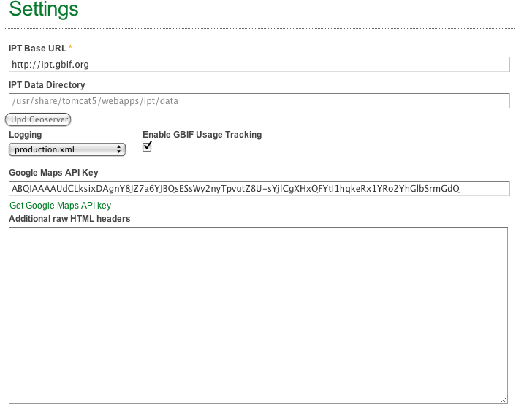 Settings
IPT Base URL *
http://ipt.gbif.org
IPT Data Directory
/usr/share/tomcat5/webapps/ipt/data
Upd Geoserver
Logging Enable GBIF Usage Tracking
production.xml
Google Maps API Key
Get Google Maps API key
Additional raw HTML headers